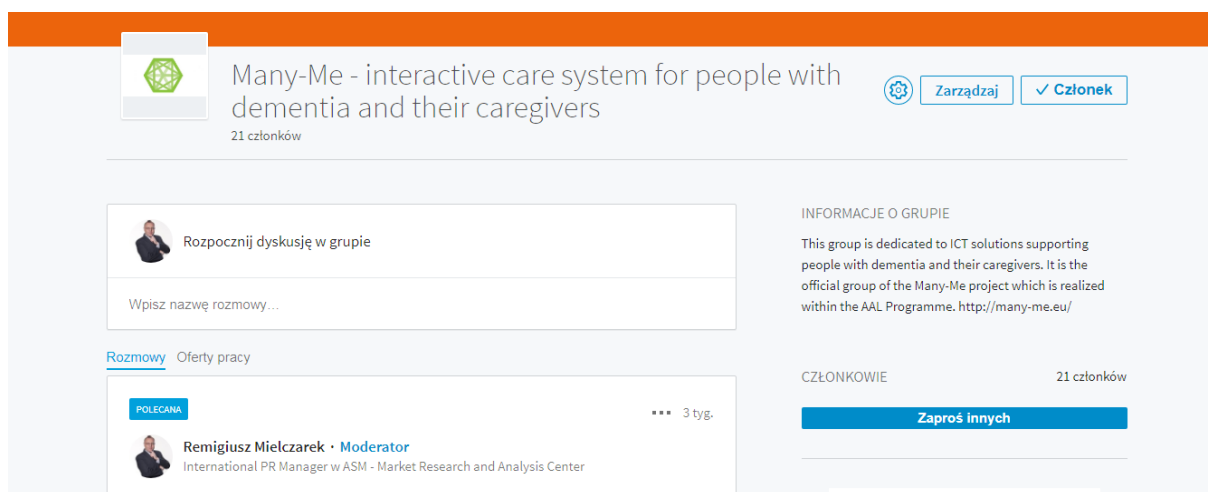 Many-Me - interactive care system for people with
dementia and their caregivers
21 członków
Zarządzaj
✓ Członek
Rozpocznij dyskusję w grupie
Wpisz nazwę rozmowy...
Rozmowy Oferty pracy
POLECANA
3 tyg.
Remigiusz Mielczarek · Moderator
International PR Manager w ASM - Market Research and Analysis Center
INFORMACJE O GRUPIE
This group is dedicated to ICT solutions supporting
people with dementia and their caregivers. It is the
official group of the Many-Me project which is realized
within the AAL Programme. http://many-me.eu/
CZŁONKOWIE 21 członków
Zaproś innych